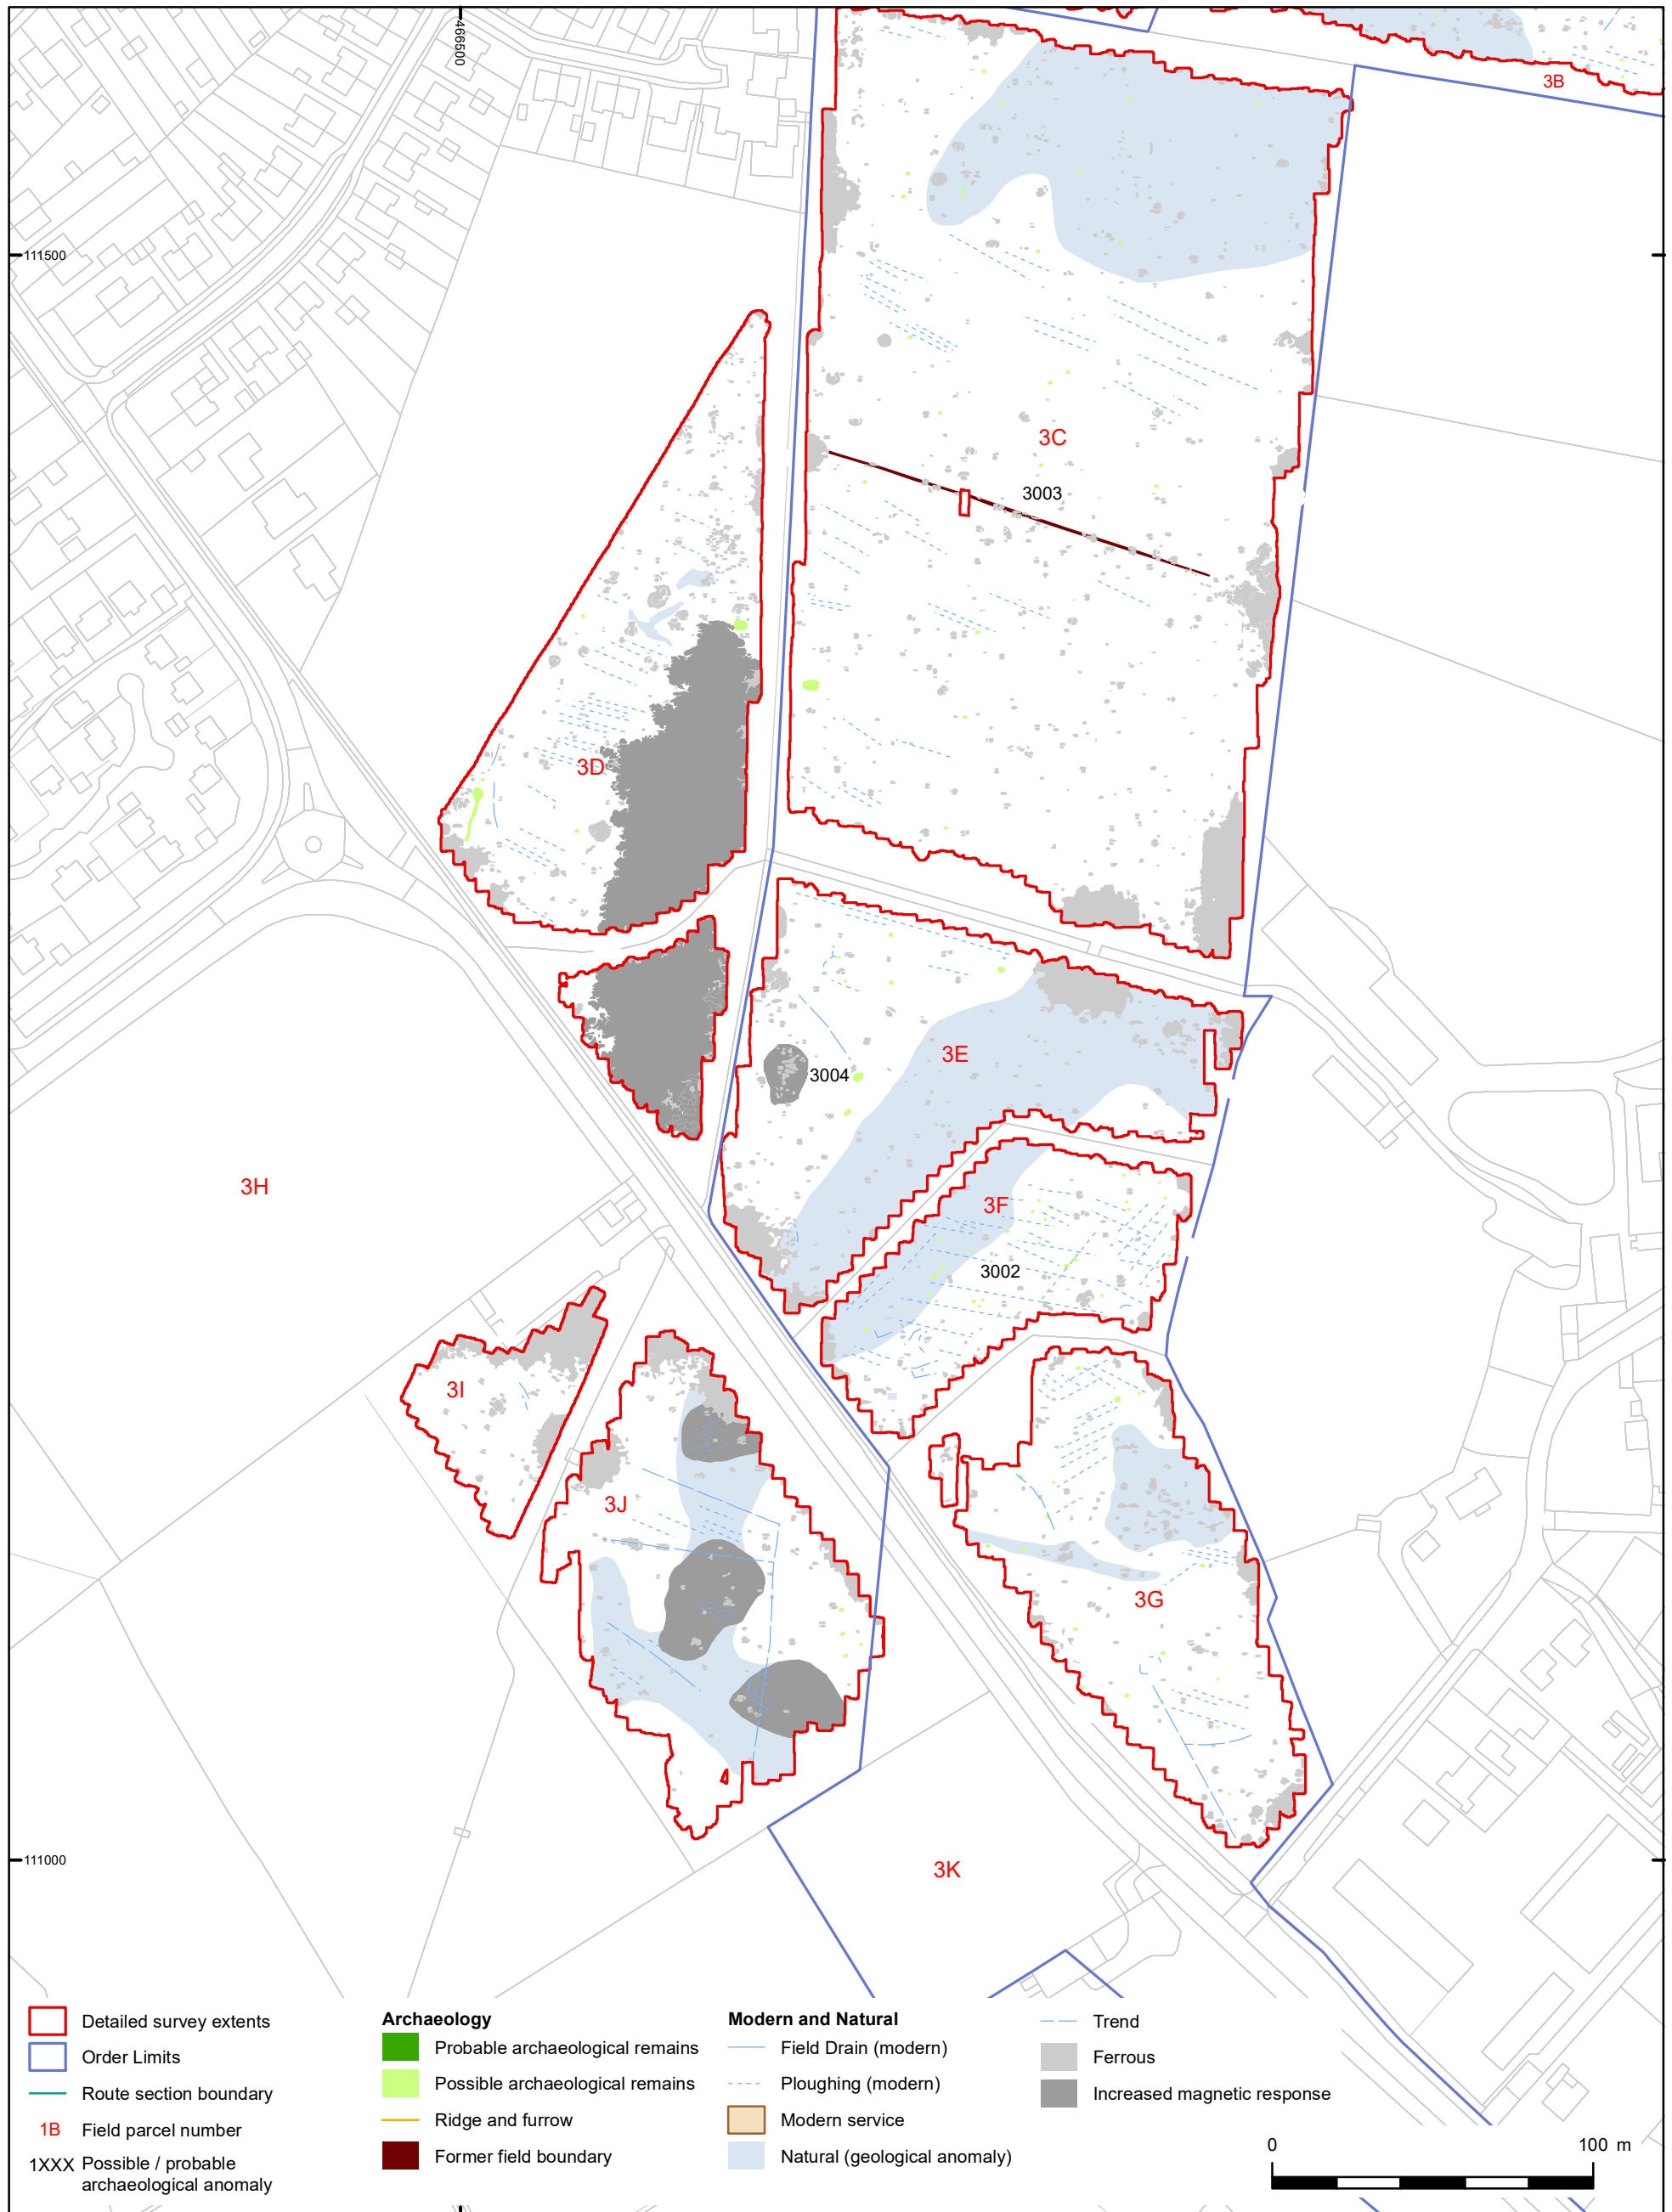 466500
3B
111500
3C
3003
3D
3E
3004
3H
3F
3002
3I
3J
3G
111000
3K
Detailed survey extents
Order Limits
Route section boundary
1B Field parcel number
1XXX Possible / probable
archaeological anomaly
Archaeology
Probable archaeological remains
Possible archaeological remains
Ridge and furrow
Former field boundary
Modern and Natural
Field Drain (modern)
Ploughing (modern)
Modern service
Natural (geological anomaly)
Trend
Ferrous
Increased magnetic response
0 100 m